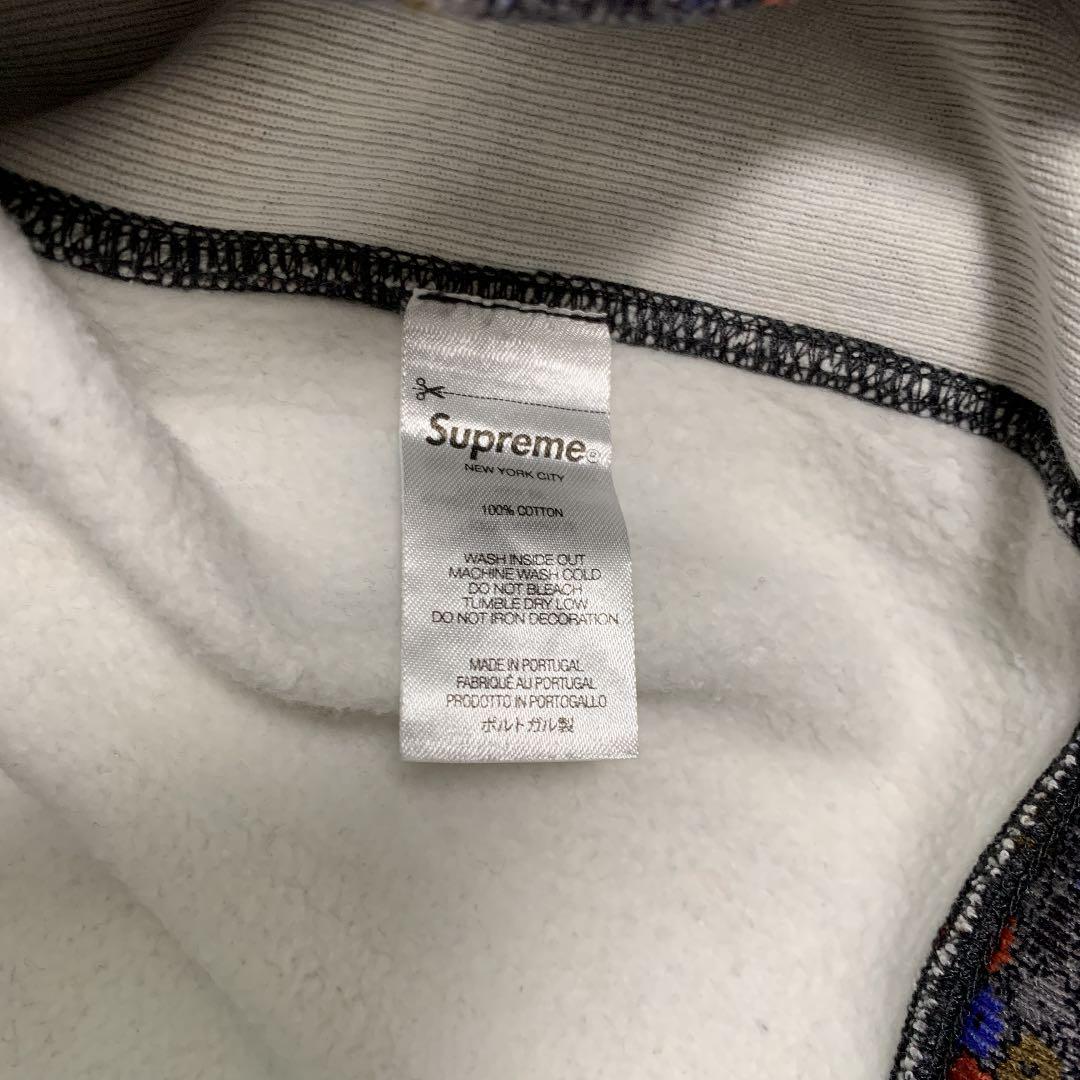 Supreme®
NEW YORK CITY
100% COTTON
WASH INSIDE OUT
MACHINE WASH COLD
DO NOT BLEACH
TUMBLE DRY LOW
DO NOT IRON DECORATION
MADE IN PORTUGAL
FABRIQUÉ AU PORTUGAL
PRODOTTO IN PORTOGALLO
ポルトガル製